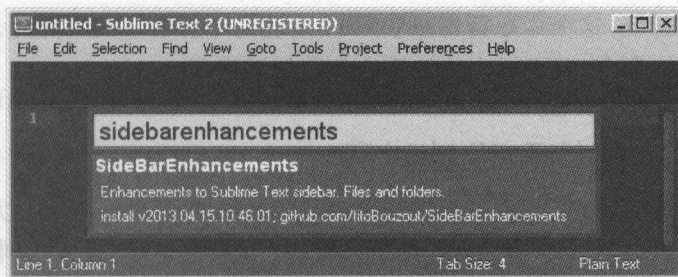 untitled - Sublime Text 2 (UNREGISTERED)
File Edit Selection Find View Goto Tools Project Preferences Help
1
sidebarenhancements
SideBarEnhancements
Enhancements to Sublime Text sidebar. Files and folders.
install v2013.04.15.10.46.01; github.com/titoBouzout/SideBarEnhancements
Line 1, Column 1 Tab Size: 4 Plain Text